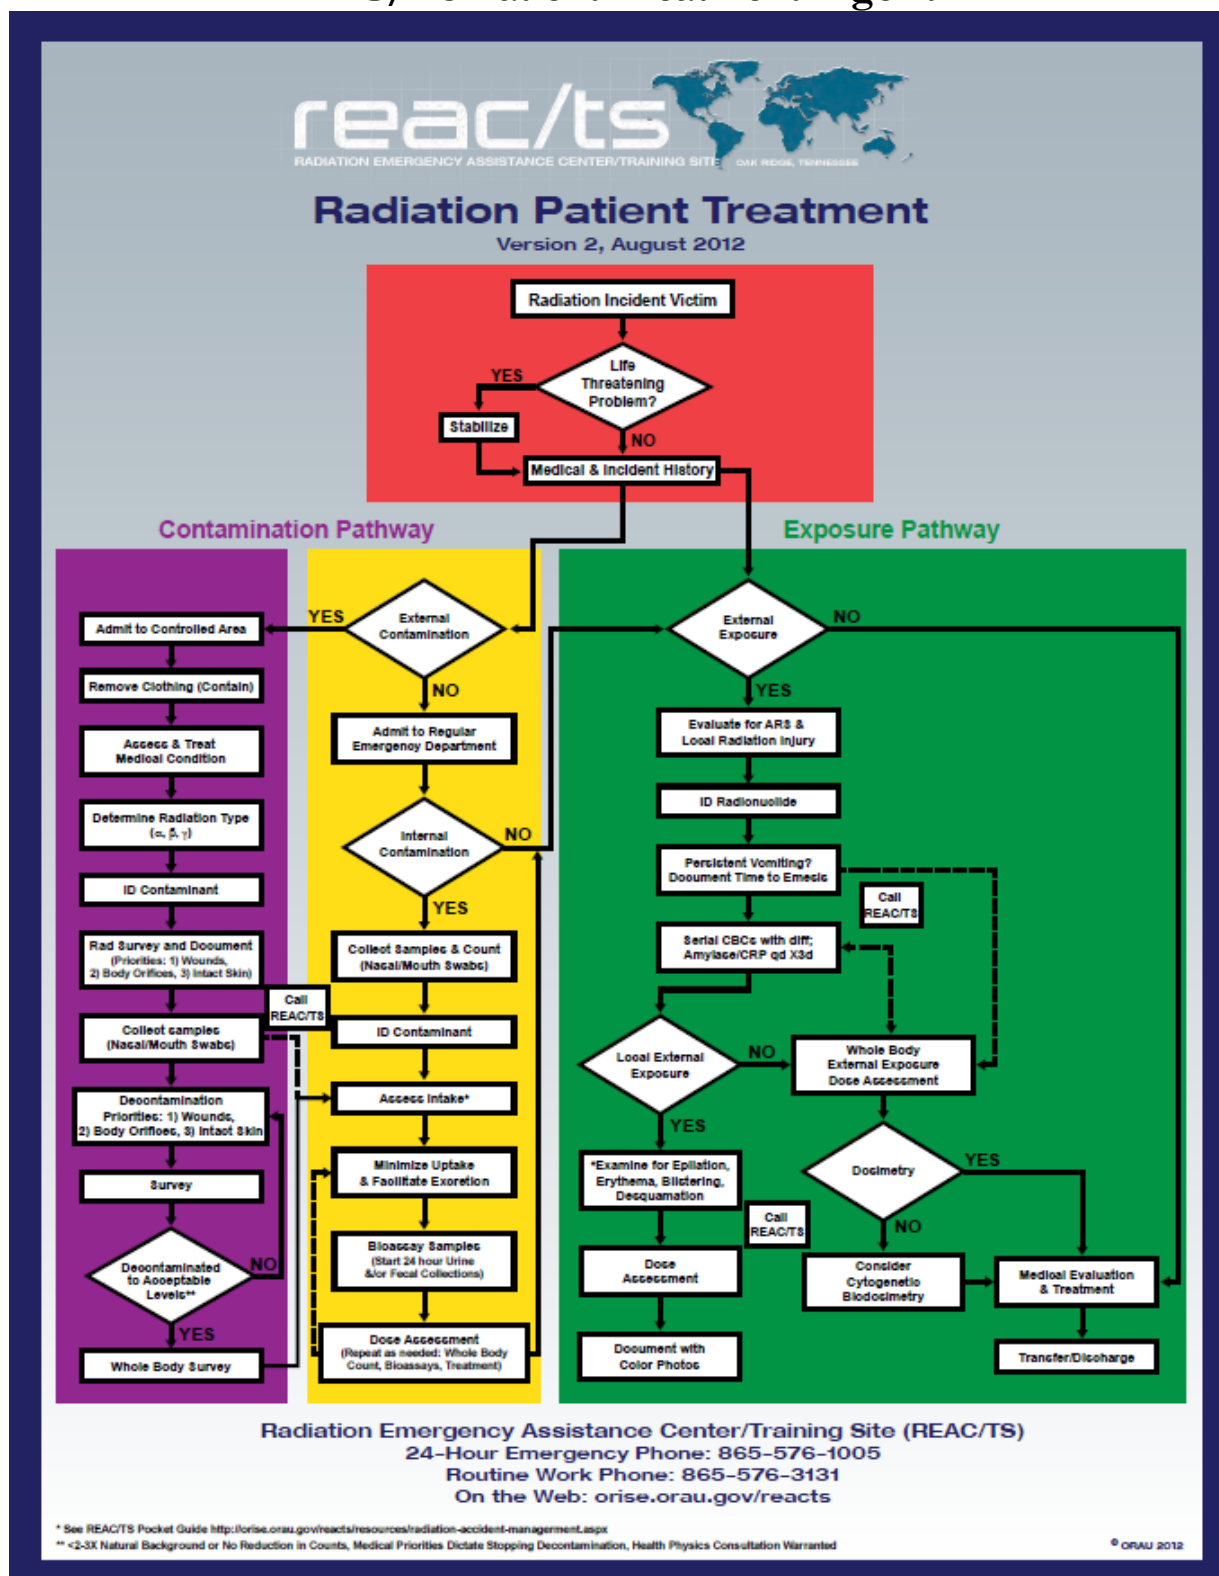 reac/ts
RADIATION EMERGENCY ASSISTANCE CENTER/TRAINING SITE
OAK RIDGE, TENNESSEE
Radiation Patient Treatment
Version 2, August 2012
Radiation Incident Victim
Life
Threatening
Problem?
YES
Stabilize
NO
Medical & Incident History
Contamination Pathway
Exposure Pathway
External
Contamination
YES
NO
Admit to Controlled Area
Remove Clothing (Contain)
Assess & Treat
Medical Condition
Determine Radiation Type
(α, β, γ)
ID Contaminant
Rad Survey and Document
(Priorities: 1) Wounds,
2) Body Orifices, 3) Intact Skin)
Call
REAC/TS
Collect samples
(Nasal/Mouth Swabs)
Decontamination
Priorities: 1) Wounds,
2) Body Orifices, 3) Intact Skin
Survey
Decontaminated
to Acceptable
Levels**
NO
YES
Whole Body Survey
Admit to Regular
Emergency Department
Internal
Contamination
NO
YES
Collect Samples & Count
(Nasal/Mouth Swabs)
ID Contaminant
Assess Intake*
Minimize Uptake
& Facilitate Excretion
Bioassay Samples
(Start 24 hour Urine
&/or Fecal Collections)
Dose Assessment
(Repeat as needed: Whole Body
Count, Bioassays, Treatment)
External
Exposure
NO
YES
Evaluate for ARS &
Local Radiation Injury
ID Radionuclide
Persistent Vomiting?
Document Time to Emesis
Call
REAC/TS
Serial CBCs with diff;
Amylase/CRP qd X3d
Local External
Exposure
NO
YES
Whole Body
External Exposure
Dose Assessment
*Examine for Epilation,
Erythema, Blistering,
Desquamation
Call
REAC/TS
Dosimetry
YES
NO
Dose
Assessment
Consider
Cytogenetic
Biodosimetry
Medical Evaluation
& Treatment
Document with
Color Photos
Transfer/Discharge
Radiation Emergency Assistance Center/Training Site (REAC/TS)
24-Hour Emergency Phone: 865-576-1005
Routine Work Phone: 865-576-3131
On the Web: orise.orau.gov/reacts
* See REAC/TS Pocket Guide http://orise.orau.gov/reacts/resources/radiation-accident-managerment.aspx
** <2-3X Natural Background or No Reduction in Counts, Medical Priorities Dictate Stopping Decontamination, Health Physics Consultation Warranted
© ORAU 2012